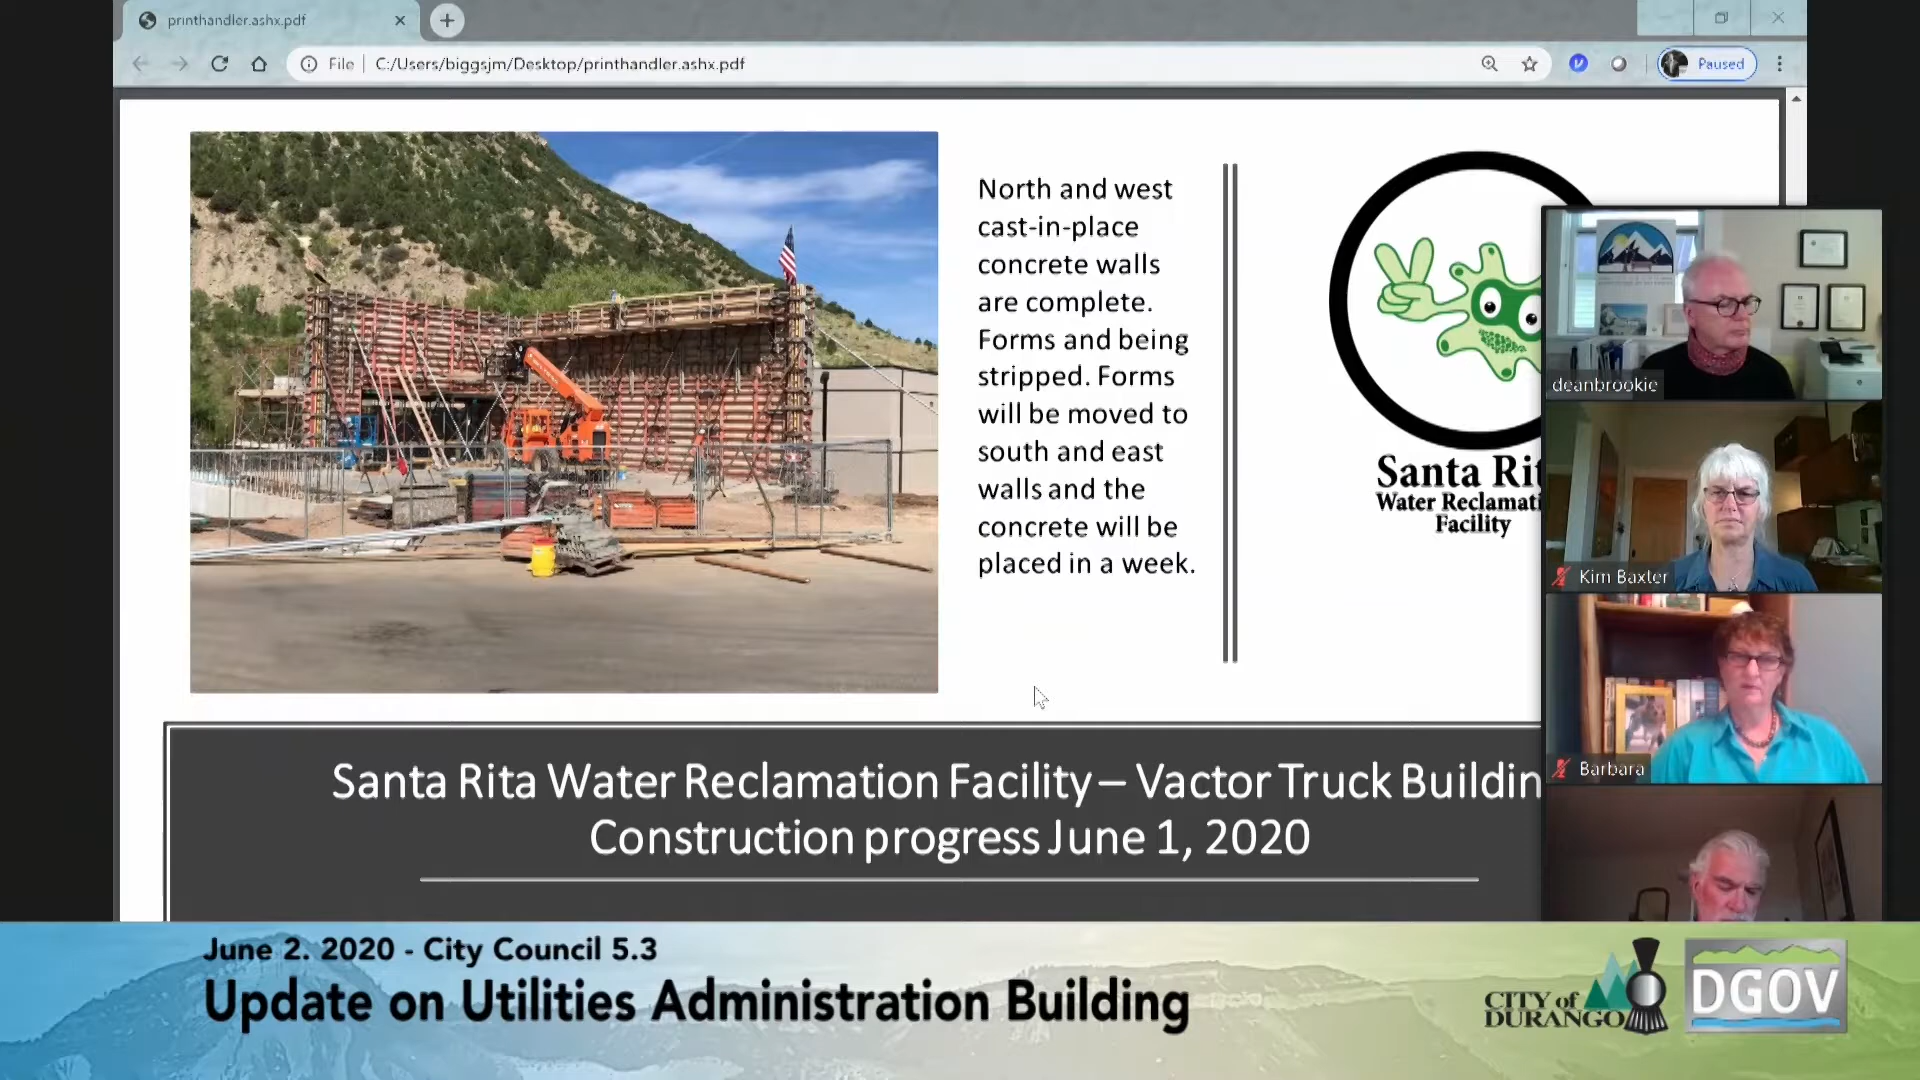 printhandler.ashx.pdf
File
C:/Users/biggsjm/Desktop/printhandler.ashx.pdf
Paused
North and west
cast-in-place
concrete walls
are complete.
Forms and being
stripped. Forms
will be moved to
south and east
walls and the
concrete will be
placed in a week.
Santa Rit
Water Reclamati
Facility
deanbrookie
Kim Baxter
Barbara
Santa Rita Water Reclamation Facility – Vactor Truck Buildin
Construction progress June 1, 2020
June 2. 2020 - City Council 5.3
Update on Utilities Administration Building
CITY of
DURANGO
DGOV